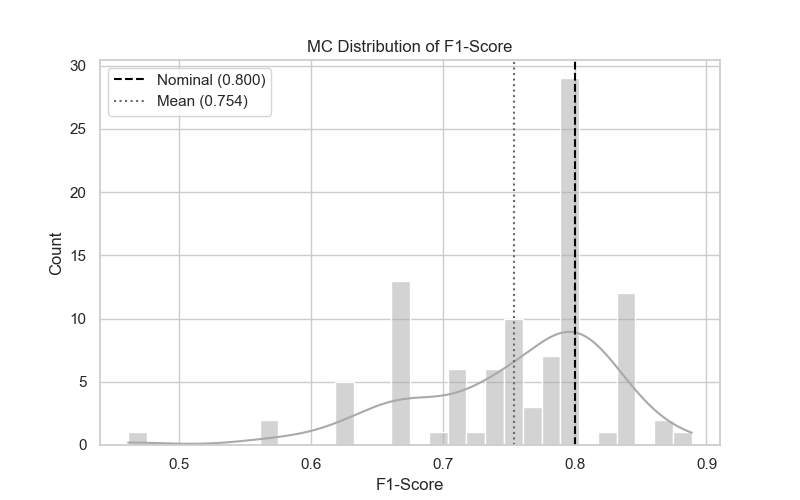 MC Distribution of F1-Score
Nominal (0.800)
Mean (0.754)
30
25
20
15
10
5
0
Count
0.5 0.6 0.7 0.8 0.9
F1-Score